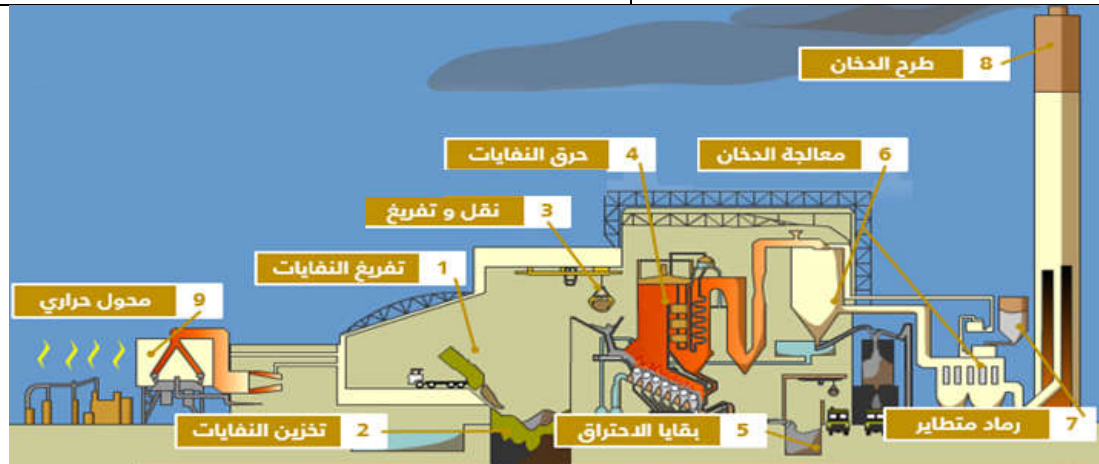 8 طرح الدخان
6 معالجة الدخان
4 حرق النفايات
3 نقل و تفريغ
1 تفريغ النفايات
9 محول حراري
7 رماد متطاير
5 بقايا الاحتراق
2 تخزين النفايات